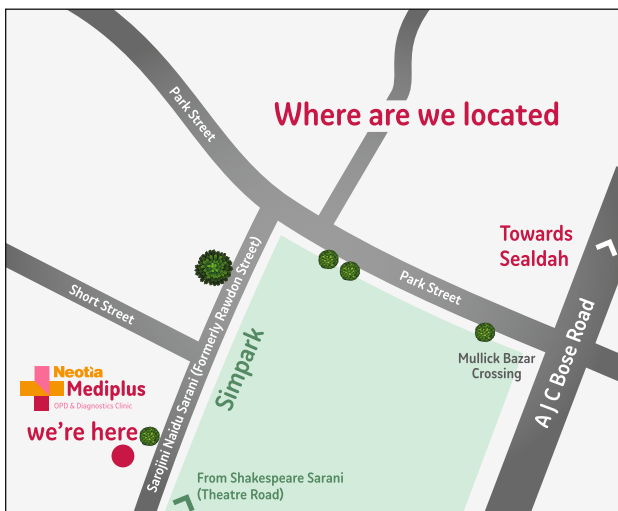 Where are we located
Park Street
Towards
Sealdah
Park Street
Short Street
Sarojini Naidu Sarani (Formerly Rawdon Street)
Simpark
Mullick Bazar
Crossing
A J C Bose Road
Neotia
Mediplus
OPD & Diagnostics Clinic
we're here
From Shakespeare Sarani
(Theatre Road)